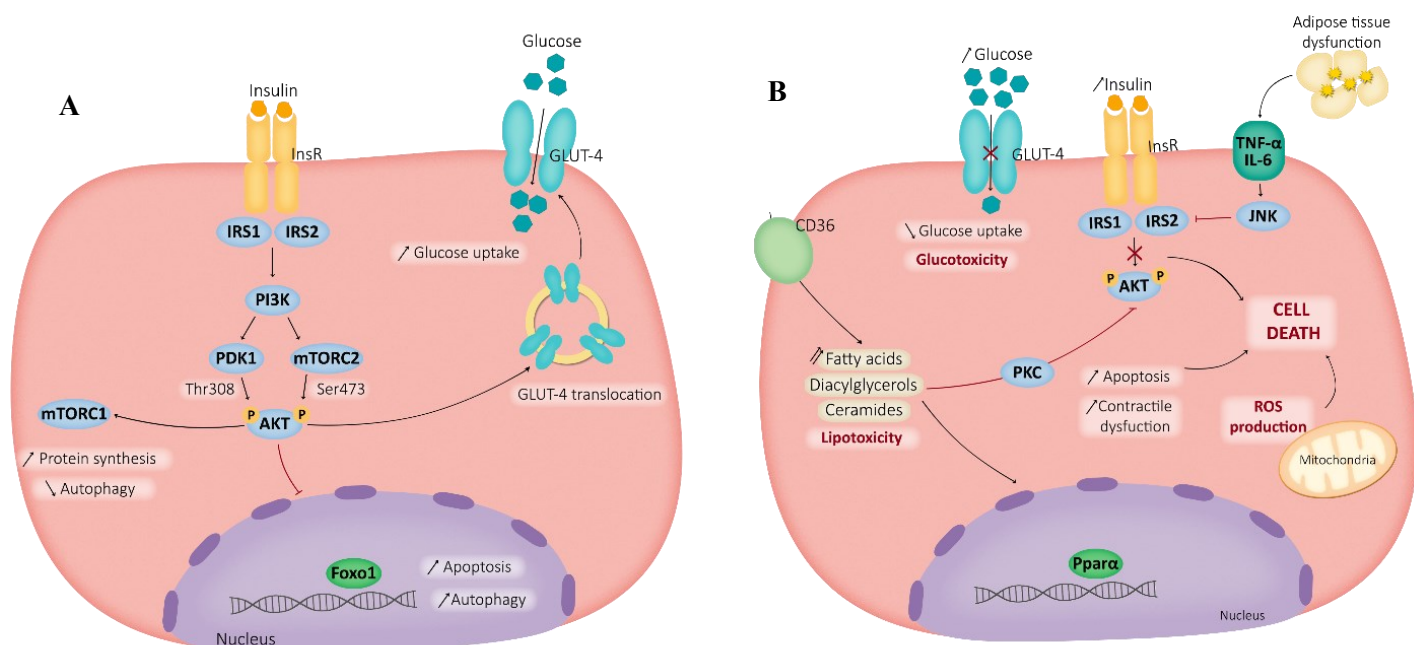 A
Insulin
InsR
IRS1
IRS2
PI3K
PDK1
mTORC2
Thr308
Ser473
P
AKT
P
mTORC1
Protein synthesis
Autophagy
Glucose
GLUT-4
Glucose uptake
GLUT-4 translocation
Foxo1
Apoptosis
Autophagy
Nucleus
B
Glucose
GLUT-4
Glucose uptake
Glucotoxicity
Insulin
InsR
IRS1
IRS2
Adipose tissue
dysfunction
TNF-α
IL-6
JNK
P
AKT
P
CD36
Fatty acids
Diacylglycerols
Ceramides
Lipotoxicity
PKC
CELL
DEATH
Apoptosis
Contractile
dysfuction
ROS
production
Mitochondria
Pparα
Nucleus